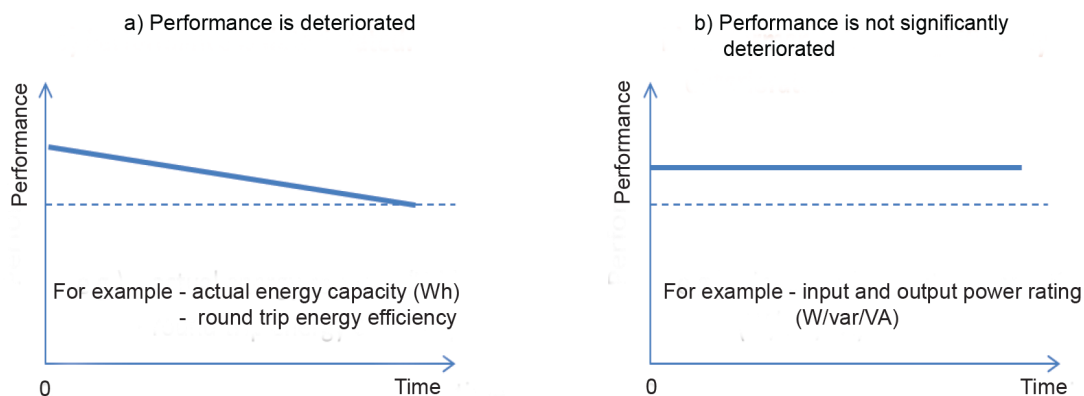 a) Performance is deteriorated
Performance
For example - actual energy capacity (Wh)
- round trip energy efficiency
0
Time
b) Performance is not significantly
deteriorated
Performance
For example - input and output power rating
(W/var/VA)
0
Time